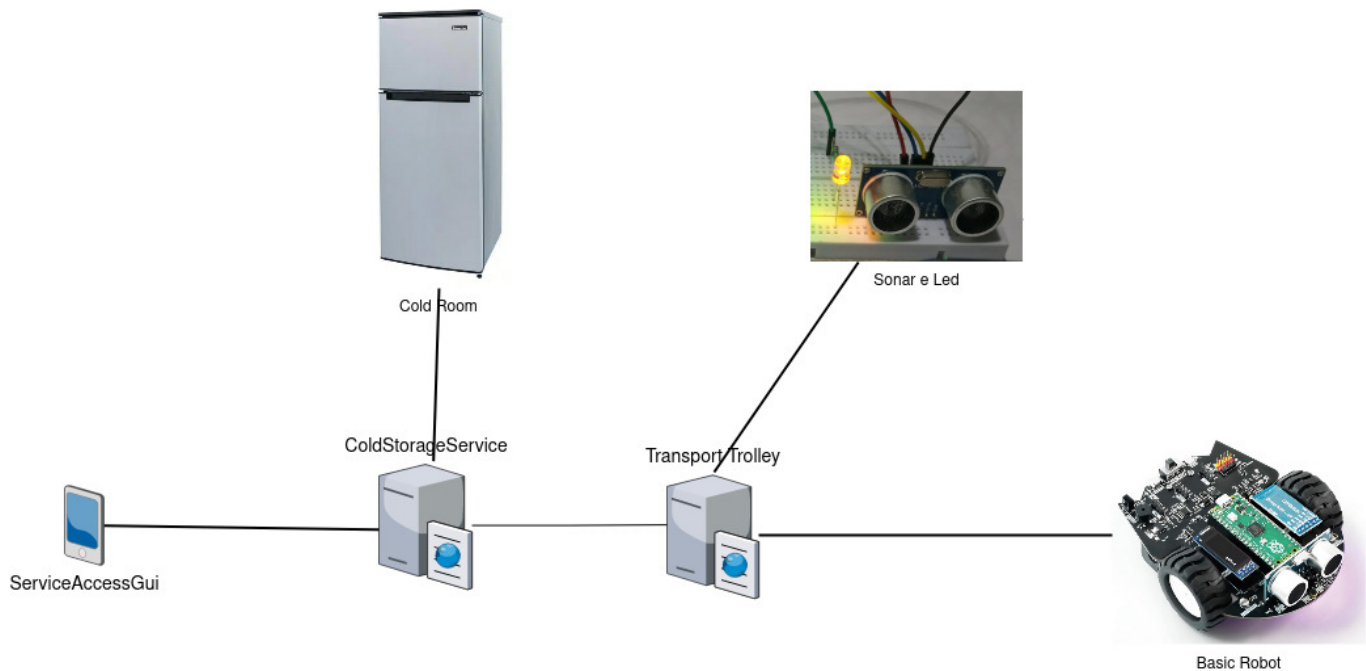 Cold Room
Sonar e Led
ColdStorageService
Transport Trolley
ServiceAccessGui
Basic Robot